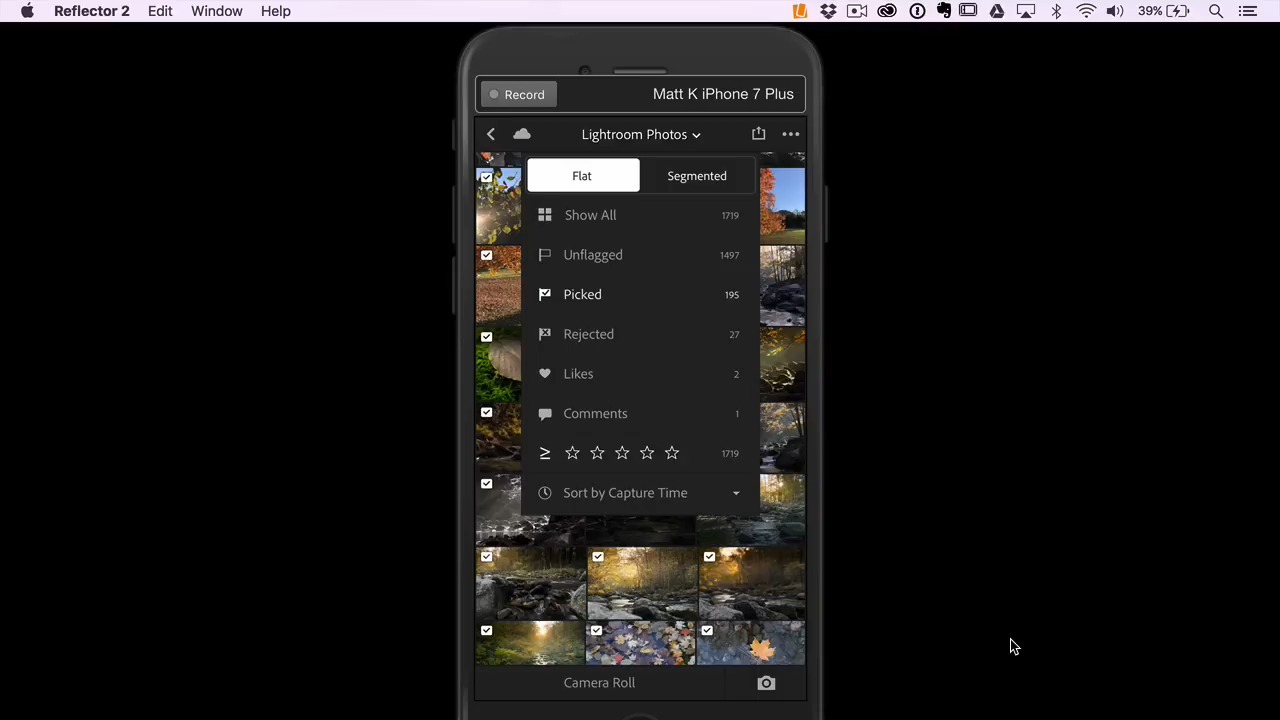 Reflector 2 Edit Window Help 39%
Record Matt K iPhone 7 Plus
Lightroom Photos
Flat Segmented
Show All 1719
Unflagged 1497
Picked 195
Rejected 27
Likes 2
Comments 1
≥ 1719
Sort by Capture Time
Camera Roll